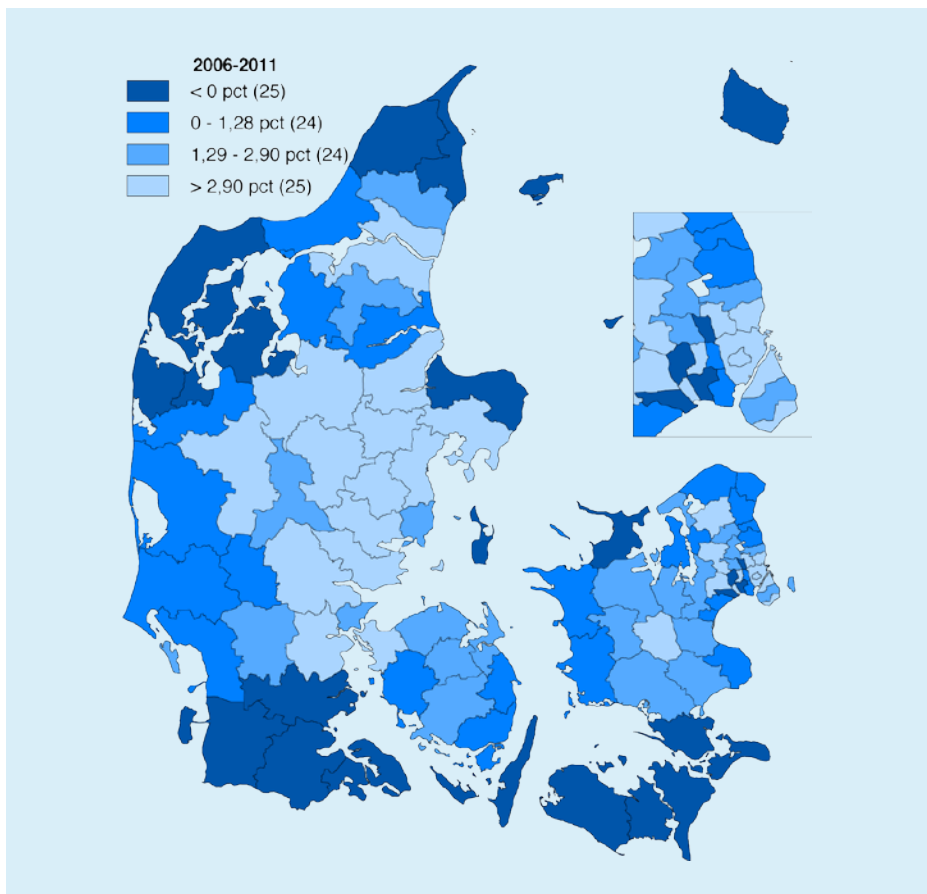 2006-2011
< 0 pct (25)
0 - 1,28 pct (24)
1,29 - 2,90 pct (24)
> 2,90 pct (25)